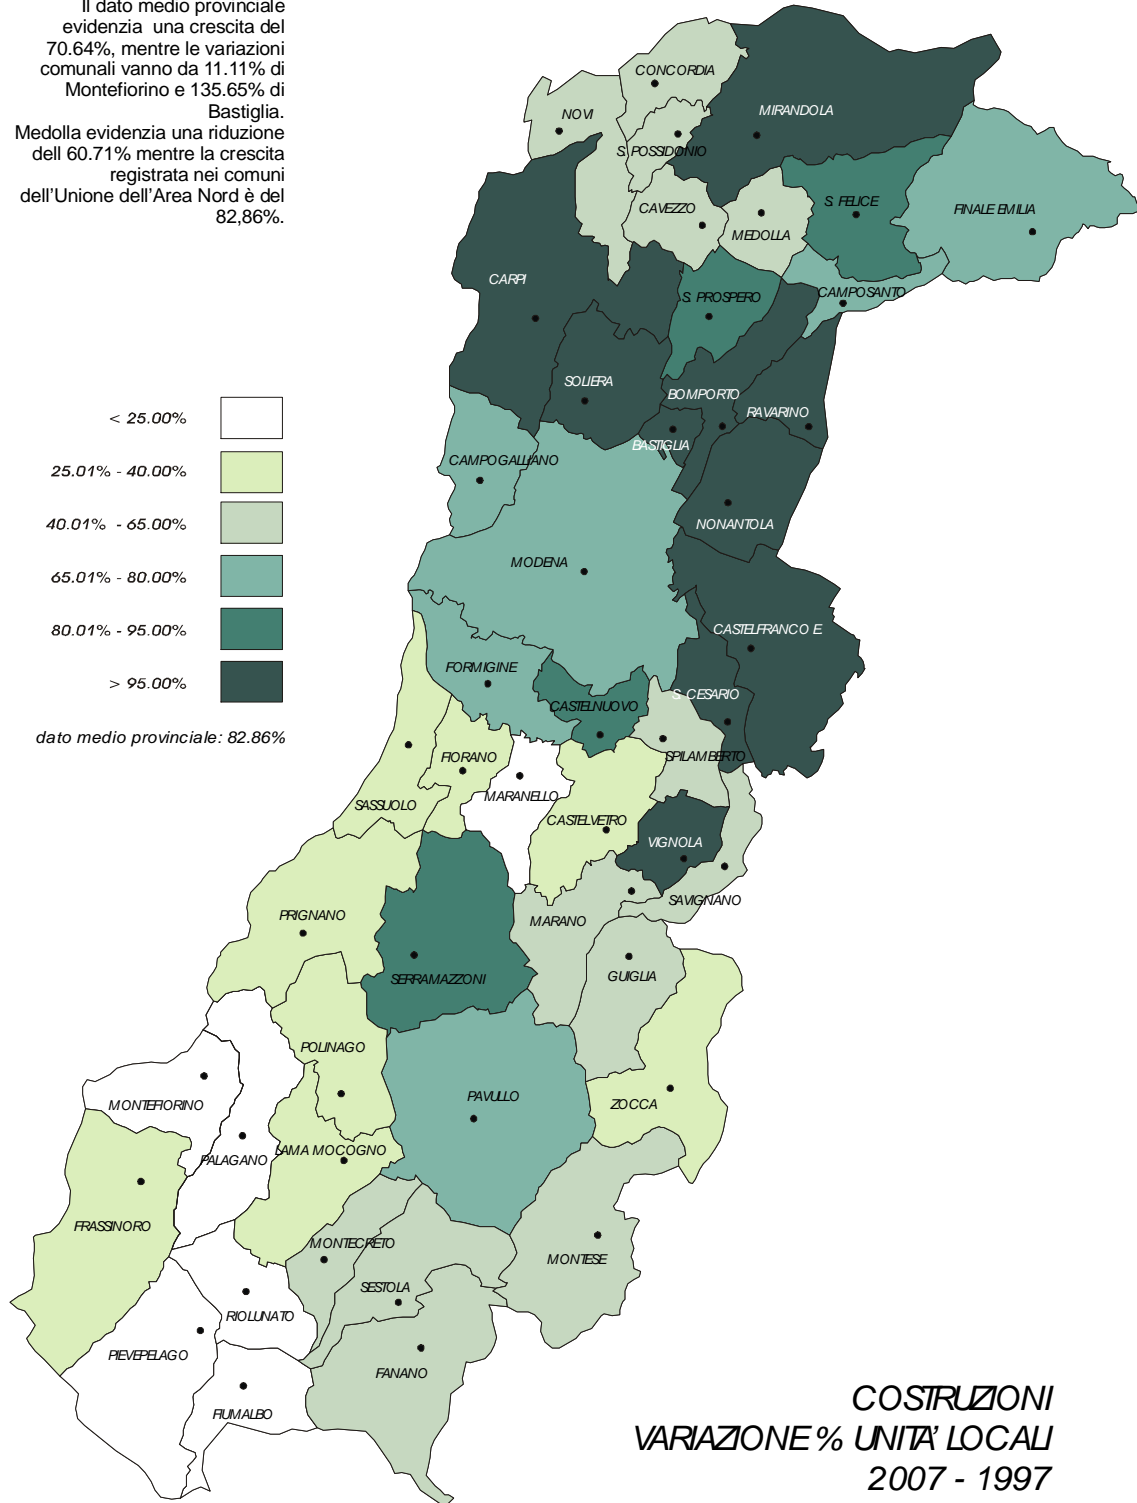 Il dato medio provinciale
evidenzia una crescita del
70.64%, mentre le variazioni
comunali vanno da 11.11% di
Montefiorino e 135.65% di
Bastiglia.
Medolla evidenzia una riduzione
dell 60.71% mentre la crescita
registrata nei comuni
dell'Unione dell'Area Nord è del
82,86%.
CONCORDIA
MIRANDOLA
NOVI
S. POSSIDONIO
CAVEZZO
S. FELICE
FINALE EMILIA
MEDOLLA
CARPI
S. PROSPERO
CAMPOSANTO
SOLIERA
BOMPORTO
RAVARINO
BASTIGLIA
CAMPOGALLIANO
NONANTOLA
MODENA
CASTELFRANCO E.
FORMIGINE
S. CESARIO
CASTELNUOVO
FIORANO
SPILAMBERTO
MARANELLO
SASSUOLO
CASTELVETRO
VIGNOLA
SAVIGNANO
PRIGNANO
MARANO
GUIGLIA
SERRAMAZZONI
POLINAGO
PAVULLO
MONTEFIORINO
ZOCCA
LAMA MOCOGNO
PALAGANO
FRASSINORO
MONTECRETO
MONTESE
SESTOLA
RIOLUNATO
PIEVEPELAGO
FANANO
FIUMALBO
< 25.00%
25.01% - 40.00%
40.01% - 65.00%
65.01% - 80.00%
80.01% - 95.00%
> 95.00%
dato medio provinciale: 82.86%
COSTRUZIONI
VARIAZIONE % UNITA' LOCALI
2007 - 1997